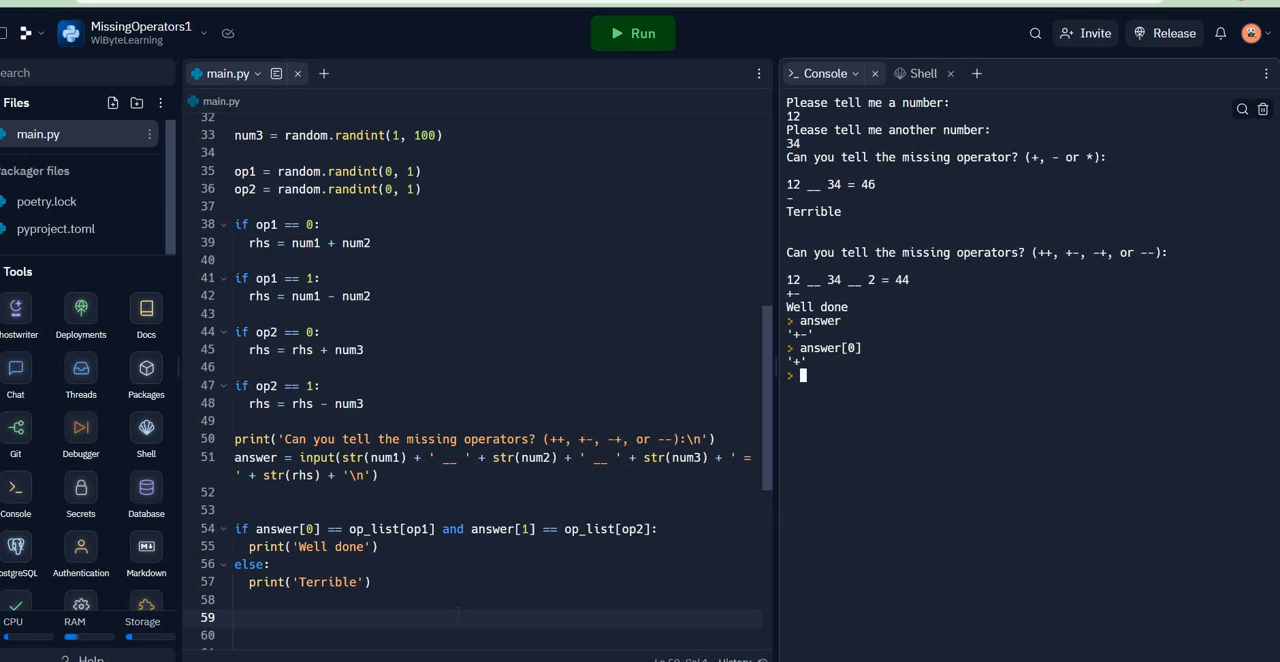 MissingOperators1
WiByteLearning
Run
Invite
Release
earch
main.py
Console
Shell
Files
main.py
main.py
Please tell me a number:
12
Please tell me another number:
34
Can you tell the missing operator? (+, - or *):
12 __ 34 = 46
-
Terrible
Can you tell the missing operators? (++, +-, -+, or --):
12 __ 34 __ 2 = 44
+-
Well done
> answer
'+-'
> answer[0]
'+'
>
ackager files
poetry.lock
pyproject.toml
Tools
hostwriter
Deployments
Docs
Chat
Threads
Packages
Git
Debugger
Shell
Console
Secrets
Database
ostgreSQL
Authentication
Markdown
CPU
RAM
Storage
Help
32
33 num3 = random.randint(1, 100)
34
35 op1 = random.randint(0, 1)
36 op2 = random.randint(0, 1)
37
38 if op1 == 0:
39 rhs = num1 + num2
40
41 if op1 == 1:
42 rhs = num1 - num2
43
44 if op2 == 0:
45 rhs = rhs + num3
46
47 if op2 == 1:
48 rhs = rhs - num3
49
50 print('Can you tell the missing operators? (++, +-, -+, or --):\n')
51 answer = input(str(num1) + ' __ ' + str(num2) + ' __ ' + str(num3) + ' =
' + str(rhs) + '\n')
52
53
54 if answer[0] == op_list[op1] and answer[1] == op_list[op2]:
55 print('Well done')
56 else:
57 print('Terrible')
58
59
60